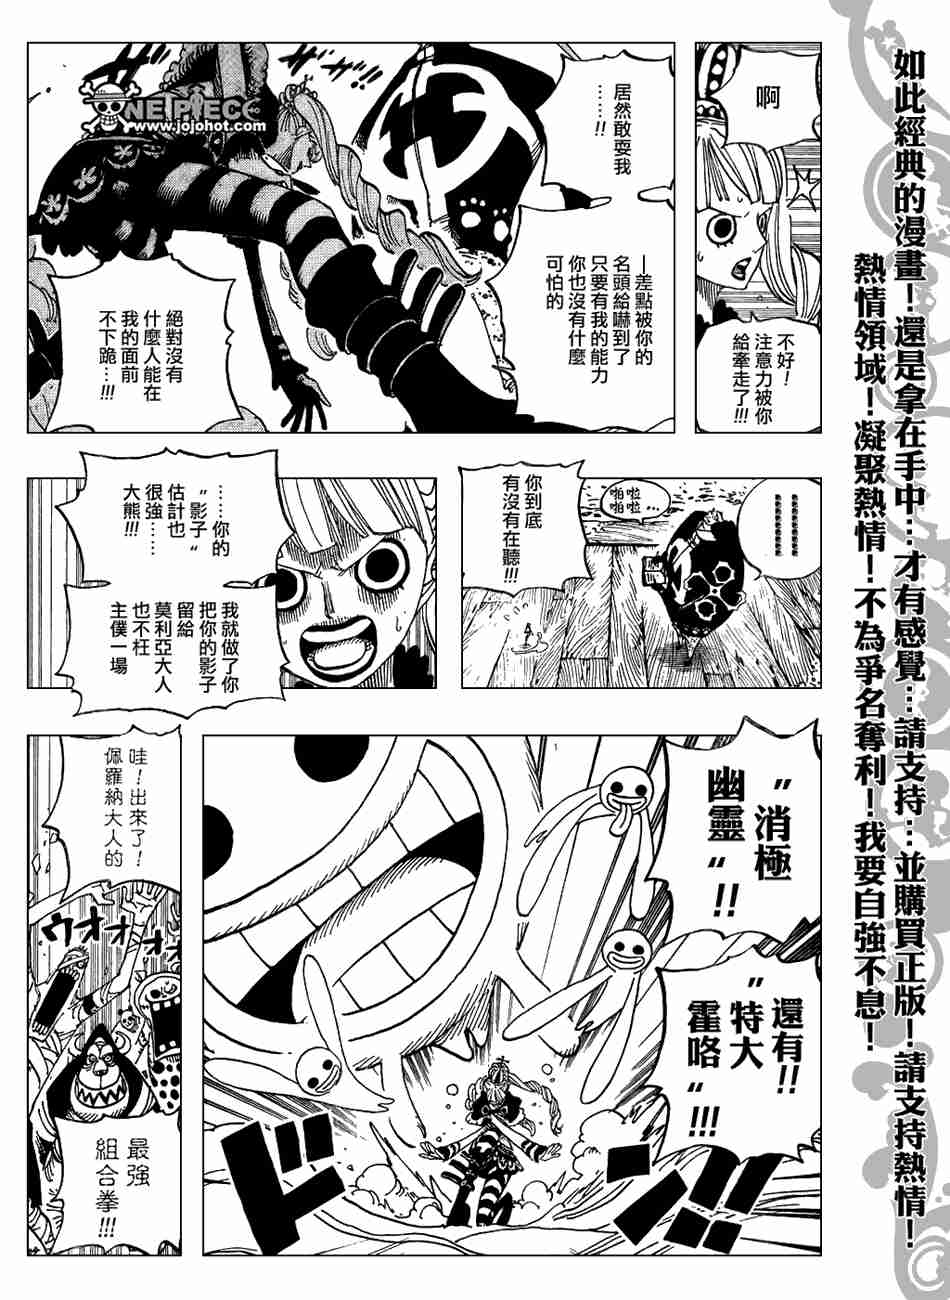 啊
不好！
注意力被你
給牽走了!!!
居然敢耍我
……!!
—差點被你的
名頭給嚇到了
只要有我的能力
你也沒有什麼
可怕的
絕對沒有
什麼人能在
我的面前
不下跪…!!!
ONE PIECE
www.jojohot.com
啪啦
啪啦…
你到底
有沒有在聽!!!
……你的
“影子”
估計也
很強……
大熊!!!
我就做了你
把你的影子
留給
莫利亞大人
也不枉
主僕一場
“消極
幽靈”!!
還有!!
“特大
霍咯”!!!
ドン!!
哇！出來了！
佩羅納大人的
ウオオオオ
最強
組合拳!!!
如此經典的漫畫！還是拿在手中…才有感覺…請支持…並購買正版！請支持熱情！
熱情領域！凝聚熱情！不為爭名奪利！我要自強不息！